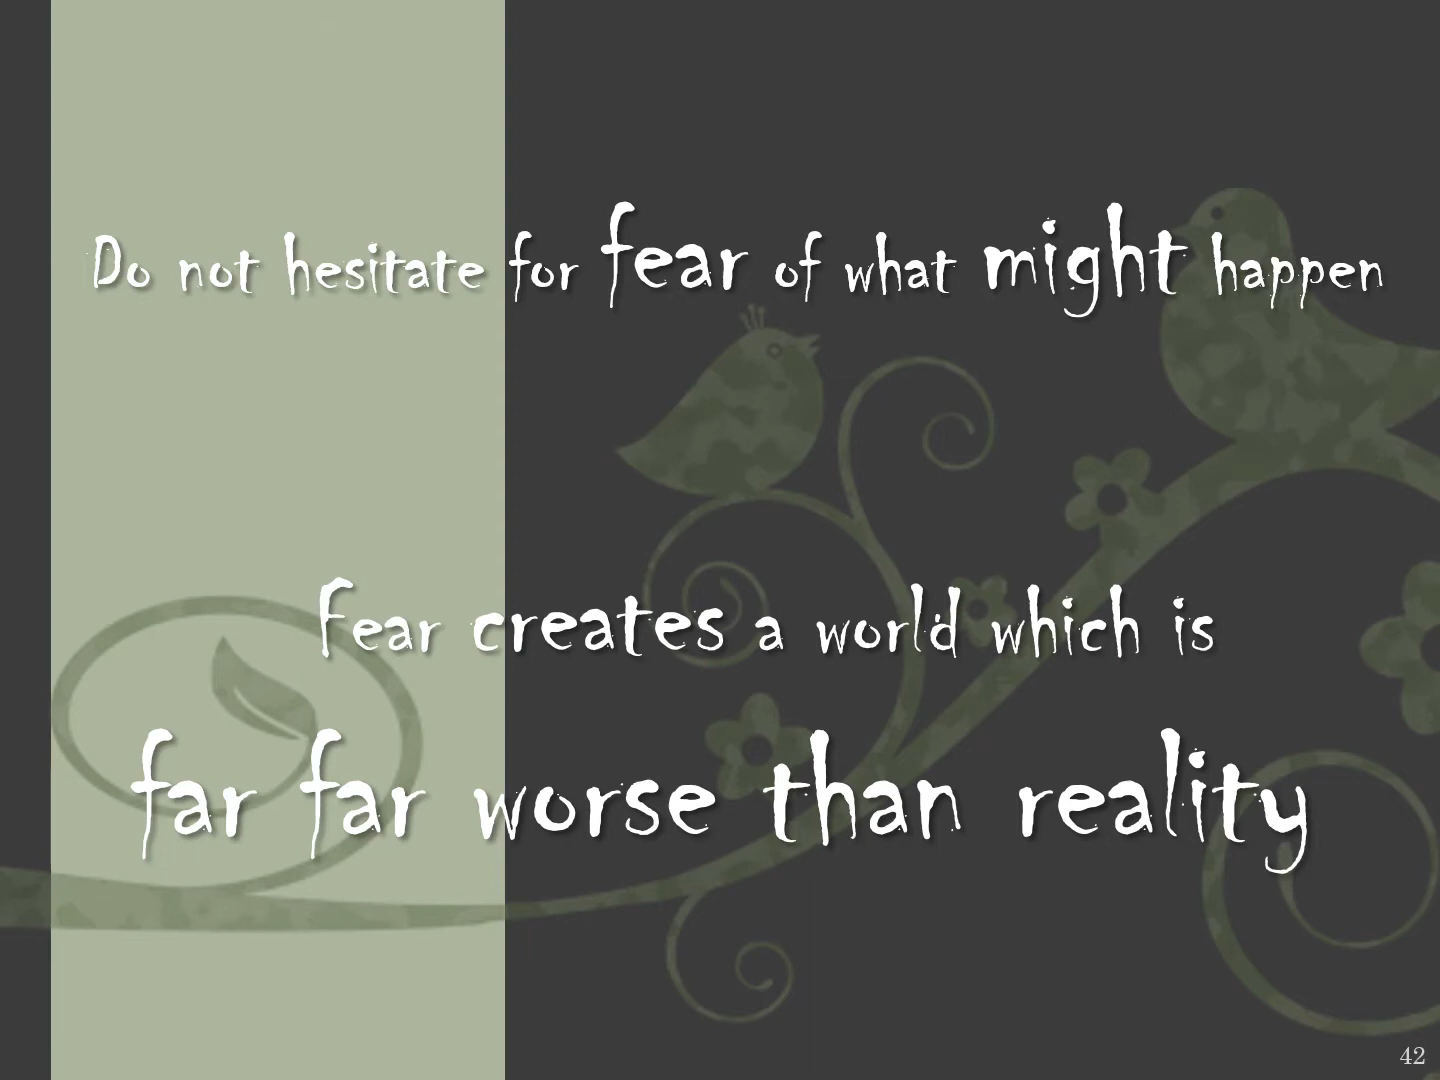 Do not hesitate for fear of what might happen
Fear creates a world which is
far far worse than reality
42